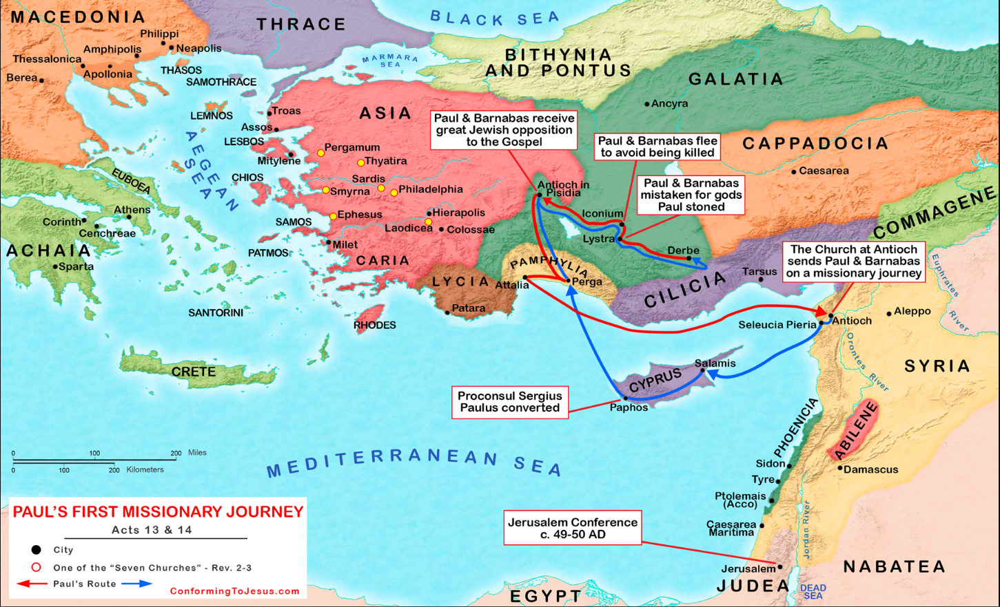 MACEDONIA
THRACE
BLACK SEA
Philippi
Neapolis
Amphipolis
Thessalonica
Apollonia
Berea
THASOS
SAMOTHRACE
MARMARA
SEA
BITHYNIA
AND PONTUS
GALATIA
Ancyra
LEMNOS
Troas
ASIA
Assos
LESBOS
Mitylene
AEGEAN
SEA
Pergamum
Thyatira
Sardis
Smyrna
Philadelphia
CHIOS
EUBOEA
Athens
Corinth
Cenchreae
ACHAIA
Sparta
SAMOS
Ephesus
Hierapolis
Laodicea
Colossae
Milet
PATMOS
CARIA
LYCIA
Patara
SANTORINI
RHODES
CRETE
Paul & Barnabas receive
great Jewish opposition
to the Gospel
Paul & Barnabas flee
to avoid being killed
Paul & Barnabas
mistaken for gods
Paul stoned
CAPPADOCIA
Caesarea
COMMAGENE
Antioch in
Pisidia
Iconium
Lystra
Derbe
PAMPHYLIA
Attalia
Perga
CILICIA
Tarsus
The Church at Antioch
sends Paul & Barnabas
on a missionary journey
Euphrates
River
Seleucia Pieria
Antioch
Aleppo
Orontes River
SYRIA
Salamis
CYPRUS
Paphos
Proconsul Sergius
Paulus converted
PHOENICIA
ABILENE
Sidon
Damascus
Tyre
Ptolemais
(Acco)
Caesarea
Maritima
Jordan River
MEDITERRANEAN SEA
Jerusalem Conference
c. 49-50 AD
Jerusalem
JUDEA
DEAD
SEA
NABATEA
EGYPT
0 100 200 Miles
0 100 200 Kilometers
PAUL'S FIRST MISSIONARY JOURNEY
Acts 13 & 14
City
One of the “Seven Churches” - Rev. 2-3
Paul's Route
ConformingToJesus.com